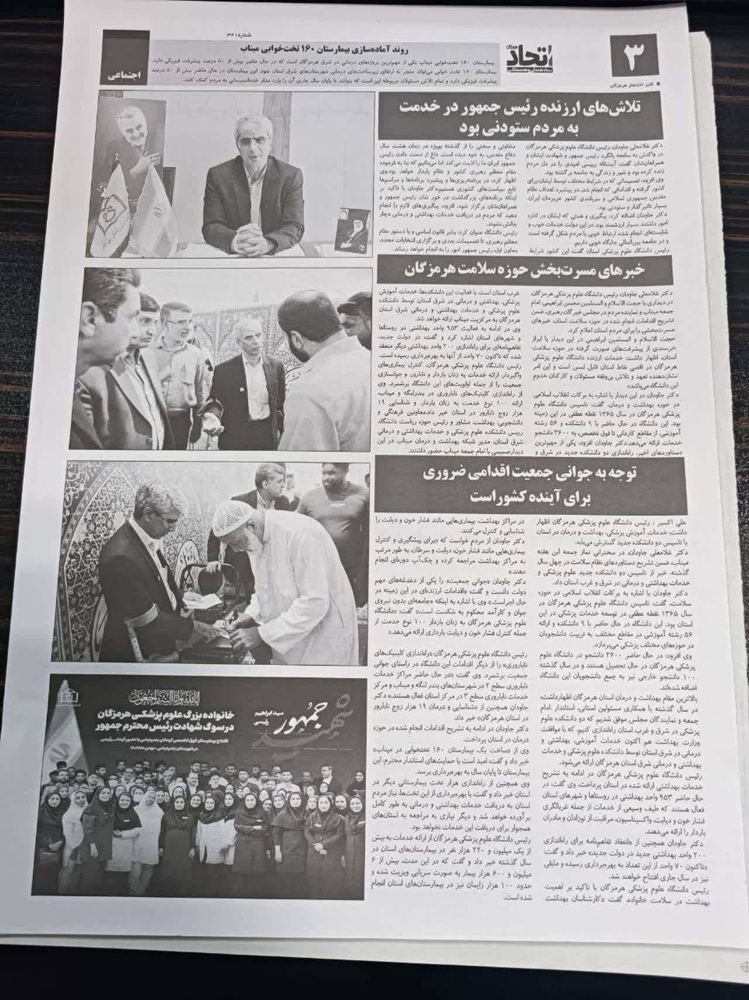 ۳
■ کثیر الانتشار هرمزگان
اتحاد
هرمزگان
شماره ۳۲۱
اجتماعی
روند آماده‌سازی بیمارستان ۱۶۰ تخت‌خوابی میناب
بیمارستان ۱۶۰ تخت‌خوابی میناب یکی از مهم‌ترین پروژه‌های درمانی در شرق هرمزگان است که در حال حاضر بیش از ۸۰ درصد پیشرفت فیزیکی دارد.
بیمارستان ۱۶۰ تخت خوابی می‌تواند منجر به ارتقای زیرساخت‌های درمانی شهرستان‌های شرق استان شود. این بیمارستان در حال حاضر بیش از ۸۰ درصد
پیشرفت فیزیکی دارد و تمام تلاش مسئولان مربوطه این است که بتوانند تا پایان سال جاری آن را وارد مدار خدمات‌رسانی به مردم کمک کنند.
تلاش‌های ارزنده رئیس جمهور در خدمت
به مردم ستودنی بود
دکتر غلامعلی جاودان، رئیس دانشگاه علوم پزشکی هرمزگان
در واکنش به سانحه بالگرد رئیس جمهور و شهادت ایشان و
همراهان‌شان گفت: آیت‌الله رییسی امیدی را در دل مردم
زنده کرده بود و شور و زندگی به جامعه بر گشته بود.
وی افزود: تصمیماتی که در شرایط مختلف توسط ایشان برای
کشور گرفته و اقداماتی که انجام شد، در پیشبرد اهداف نظام
مقدس جمهوری اسلامی و سربلندی کشور عزیزمان ایران،
بسیار تاثیر گذار و ستودنی بود.
دکتر جاودان اضافه کرد: پیگیری و همتی که ایشان در اداره
امور داشتند بسیار ارزشمند بود. در این دولت خدمات خوب و
شایسته‌ای انجام شده، ارتباط خوبی با مردم شکل گرفته است
و در جامعه بین‌المللی جایگاه خوبی داریم.
رئیس دانشگاه علوم پزشکی استان گفت: این کشور شرایط
متفاوتی و سختی را از گذشته بویژه در زمان هشت سال
دفاع مقدس، به خود دیده است. داغ از دست دادن رئیس
جمهور ایران ما را اذیت می‌کند اما می‌دانیم که بنا به فرموده
مقام معظم رهبری کشور و نظام پایدار خواهد بود.وی
اظهار کرد: در برنامه‌ریزی‌ها و پیشبرد برنامه‌ها و مراسم‌ها
تابع سیاست‌های کشوری هستیم.دکتر جاودان با تاکید بر
اینکه برنامه‌های بزرگداشت در خور شان رئیس جمهور و
همراهان‌شان برگزار شود، افزود: پیگیری‌های لازم را انجام
دهید که مردم در دریافت خدمات بهداشتی و درمانی دچار
چالش نشوند.
رئیس دانشگاه عنوان کرد: بنابر قانون اساسی و با دستور مقام
معظم رهبری، تا تصمیمات بعدی و برگزاری انتخابات مجدد،
معاون اول رئیس جمهور امور را به انجام خواهد رساند.
خبرهای مسرت‌بخش حوزه سلامت هرمزگان
دکتر غلامعلی جاودان، رئیس دانشگاه علوم پزشکی هرمزگان،
در دیداری با حجت الاسلام و المسلمین محسن ابراهیمی، امام
جمعه میناب و نماینده مردم در مجلس خبرگان رهبری، ضمن
تشریح اقدامات انجام شده در حوزه سلامت استان، خبرهای
مسرت‌بخشی را برای مردم استان اعلام کرد.
حجت الاسلام و المسلمین ابراهیمی در این دیدار با ابراز
خرسندی از پیشرفت‌های صورت گرفته در حوزه سلامت
استان، اظهار داشت: خدمات ارزنده دانشگاه علوم پزشکی
هرمزگان در اقصی نقاط استان قابل لمس است و این امر
نشان‌دهنده تعهد و تلاش بی‌وقفه مسئولان و کارکنان خدوم
این دانشگاه می‌باشد»
دکتر جاودان در این دیدار با اشاره به برکات انقلاب اسلامی
در حوزه بهداشت و درمان، گفت: تاسیس دانشگاه علوم
پزشکی هرمزگان در سال ۱۳۶۵ نقطه عطفی در این زمینه
بود. این دانشگاه در حال حاضر با ۹ دانشکده و ۵۶ رشته
آموزشی، از مقاطع کاردانی تا فوق تخصص، به ۳۶۰۰ دانشجو
خدمات ارائه می‌دهد.دکتر جاودان افزود: یکی از مهم‌ترین
دستاوردهای اخیر، راه‌اندازی دو دانشکده جدید در شرق و
غرب استان است. با فعالیت این دانشکده‌ها، خدمات آموزش
پزشکی، بهداشتی و درمانی در شرق استان توسط دانشکده
علوم پزشکی و خدمات بهداشتی و درمانی شرق استان
هرمزگان به مرکزیت میناب ارائه خواهد شد.
وی در ادامه به فعالیت ۹۵۳ واحد بهداشتی در روستاها
و شهرهای استان اشاره کرد و گفت: در دولت جدید،
تفاهم‌نامه‌ای برای راه‌اندازی ۲۰۰ واحد بهداشتی دیگر منعقد
شده که تاکنون ۷۰ واحد از آنها به بهره‌برداری رسیده است.
رئیس دانشگاه علوم پزشکی هرمزگان، کنترل بیماری‌های
واگیردار، ارائه خدمات به زنان باردار و نابارور، و جوانسازی
جمعیت را از جمله اولویت‌های این دانشگاه برشمرد. وی
از راه‌اندازی کلینیک‌های ناباروری در بندرلنگه و میناب،
ارائه ۱۰۰ نوع خدمت به زنان باردار، و شناسایی ۱۹
هزار زوج نابارور در استان خبر داد.معاونین فرهنگی و
دانشجویی، بهداشت، مشاور و رئیس حوزه ریاست دانشگاه،
رییس دانشکده علوم پزشکی و خدمات بهداشتی و درمانی
شرق استان، مدیر شبکه بهداشت و درمان میناب در این
دیدار صمیمی با امام جمعه میناب حضور داشتند.
توجه به جوانی جمعیت اقدامی ضروری
برای آینده کشور است
علی اکسیر : رئیس دانشگاه علوم پزشکی هرمزگان اظهار
داشت: خدمات آموزش پزشکی، بهداشت و درمان در استان
با تاسیس دو دانشکده جدید گسترش می‌یابد.
دکتر غلامعلی جاودان، در سخنرانی نماز جمعه این هفته
میناب، ضمن تشریح دستاوردهای نظام سلامت در چهل سال
گذشته، خبر از تاسیس دو دانشکده جدید علوم پزشکی و
خدمات بهداشتی و درمانی در شرق و غرب استان داد.
دکتر جاودان با اشاره به برکات انقلاب اسلامی در حوزه
سلامت، گفت: تاسیس دانشگاه علوم پزشکی هرمزگان در
سال ۱۳۶۵ نقطه عطفی در توسعه خدمات پزشکی در این
استان بود. این دانشگاه در حال حاضر با ۹ دانشکده و ارائه
۵۶ رشته آموزشی در مقاطع مختلف، به تربیت دانشجویان
در حوزه‌های مختلف پزشکی می‌پردازد.
وی افزود: در حال حاضر ۳۶۰۰ دانشجو در دانشگاه علوم
پزشکی هرمزگان در حال تحصیل هستند و در سال گذشته
۱۰۰ دانشجو خارجی نیز به جمع دانشجویان این دانشگاه
اضافه شده‌اند.
بالاترین مقام بهداشت و درمان استان هرمزگان اظهارداشت:
در سال گذشته با همکاری مسئولین استانی، استاندار، امام
جمعه و نمایندگان مجلس موفق شدیم که دو دانشکده علوم
پزشکی در شرق و غرب استان راه‌اندازی کنیم، که با موافقت
وزارت بهداشت هم اکنون خدمات آموزشی، بهداشتی و
درمانی در شرق استان توسط دانشکده علوم پزشکی و خدمات
بهداشتی و درمانی شرق استان هرمزگان ارائه می‌شود.
رئیس دانشگاه علوم پزشکی هرمزگان در ادامه به تشریح
خدمات بهداشتی ارائه شده در استان پرداخت. وی گفت: در
حال حاضر ۹۵۳ واحد بهداشتی در روستاها و شهرهای استان
فعال هستند که طیف وسیعی از خدمات از جمله غربالگری
فشار خون و دیابت، واکسیناسیون، مراقبت از نوزادان و مادران
باردار را ارائه می‌دهند.
دکتر جاودان همچنین از «انعقاد تفاهم‌نامه برای راه‌اندازی
۲۰۰ واحد بهداشتی جدید در دولت جدید» خبر داد و گفت:
«تاکنون ۷۰ واحد از این تعداد به بهره‌برداری رسیده و مابقی
نیز در سال جاری افتتاح خواهند شد.
رئیس دانشگاه علوم پزشکی هرمزگان با تاکید بر اهمیت
بهداشت در سلامت خانواده، گفت: «کارشناسان بهداشت
در مراکز بهداشت، بیماری‌هایی مانند فشار خون و دیابت را
شناسایی و کنترل می‌کنند.
دکتر جاودان از مردم خواست که «برای پیشگیری و کنترل
بیماری‌هایی مانند فشار خون، دیابت و سرطان، به طور مرتب
به مراکز بهداشت مراجعه کرده و چک‌آپ دوره‌ای انجام
دهند.»
دکتر جاودان «جوانی جمعیت» را یکی از دغدغه‌های مهم
دولت دانست و گفت: «اقدامات ارزنده‌ای در این زمینه در
حال اجراست.» وی با اشاره به اینکه «جامعه‌ای بدون نیروی
جوان و کارآمد محکوم به شکست است،» گفت: «دانشگاه
علوم پزشکی هرمزگان به زنان باردار ۱۰۰ نوع خدمت از
جمله کنترل فشار خون و دیابت بارداری ارائه می‌دهد.»
رئیس دانشگاه علوم پزشکی هرمزگان «راه‌اندازی کلینیک‌های
ناباروری» را از دیگر اقدامات این دانشگاه در راستای جوانی
جمعیت برشمرد. وی گفت: «در حال حاضر مراکز خدمات
ناباروری سطح ۲ در شهرستان‌های بندر لنگه و میناب و مرکز
خدمات ناباروری سطح ۳ در مرکز استان فعال هستند.» دکتر
جاودان همچنین از «شناسایی و درمان ۱۹ هزار زوج نابارور
در استان هرمزگان» خبر داد.
دکتر جاودان در ادامه به تشریح اقدامات انجام شده در حوزه
درمان در استان پرداخت.
وی از «ساخت یک بیمارستان ۱۶۰ تختخوابی در میناب»
خبر داد و گفت: امید است با حمایت‌های استاندار محترم، این
بیمارستان تا پایان سال به بهره‌برداری برسد.
وی همچنین از راه‌اندازی هزار تخت بیمارستانی دیگر در
استان خبر داد و گفت: با بهره‌برداری از این تخت‌ها، نیاز مردم
استان به دریافت خدمات بهداشتی و درمانی به طور کامل
برآورده خواهد شد و دیگر نیازی به مراجعه به استان‌های
همجوار برای دریافت این خدمات نخواهد بود.
رئیس دانشگاه علوم پزشکی هرمزگان از ارائه خدمات به بیش
از یک میلیون و ۲۲۰ هزار نفر در بیمارستان‌های استان در
سال گذشته خبر داد و گفت که در این مدت، بیش از ۶
میلیون و ۶۰۰ هزار بیمار به صورت سرپایی ویزیت شده و
حدود ۱۰۰ هزار زایمان نیز در بیمارستان‌های استان انجام
شده است.
اناللّه و انا الیه راجعون
شهید جمهور
سید ابراهیم
رئیسی
خانواده بزرگ علوم پزشکی هرمزگان
در سوگ شهادت رئیس محترم جمهور
افتتاح بیمارستان فوق تخصصی کودکان بندرعباس با حضور آیت‌الله رئیسی